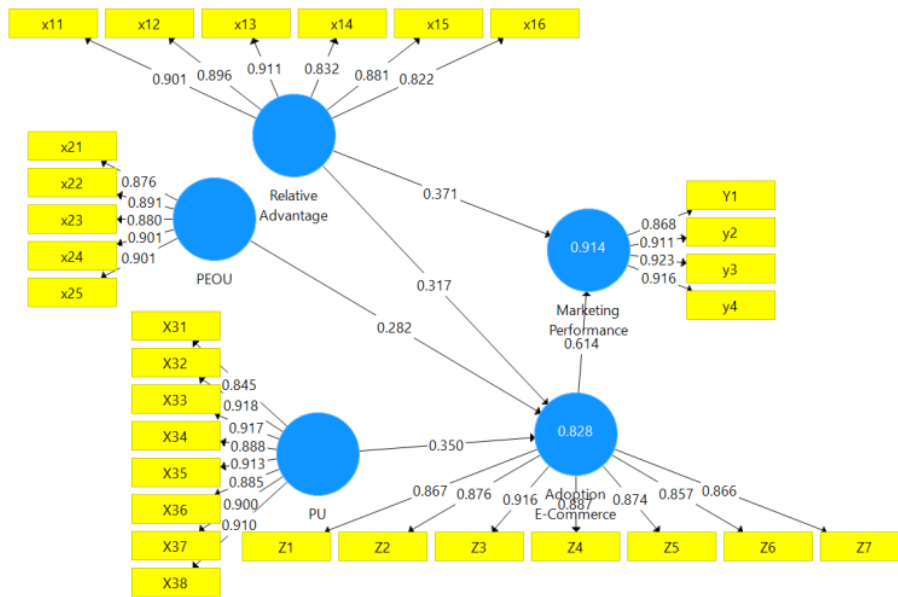 x11 x12 x13 x14 x15 x16
0.901 0.896 0.911 0.832 0.881 0.822
Relative
Advantage
x21
x22
x23
x24
x25
0.876
0.891
0.880
0.901
0.901
PEOU
0.371
0.317
0.282
0.914
Marketing
Performance
0.614
Y1
y2
y3
y4
0.868
0.911
0.923
0.916
X31
X32
X33
X34
X35
X36
X37
X38
0.845
0.918
0.917
0.888
0.913
0.885
0.900
0.910
PU
0.350
0.828
Adoption
E-Commerce
0.867 0.876 0.916 0.887 0.874 0.857 0.866
Z1 Z2 Z3 Z4 Z5 Z6 Z7